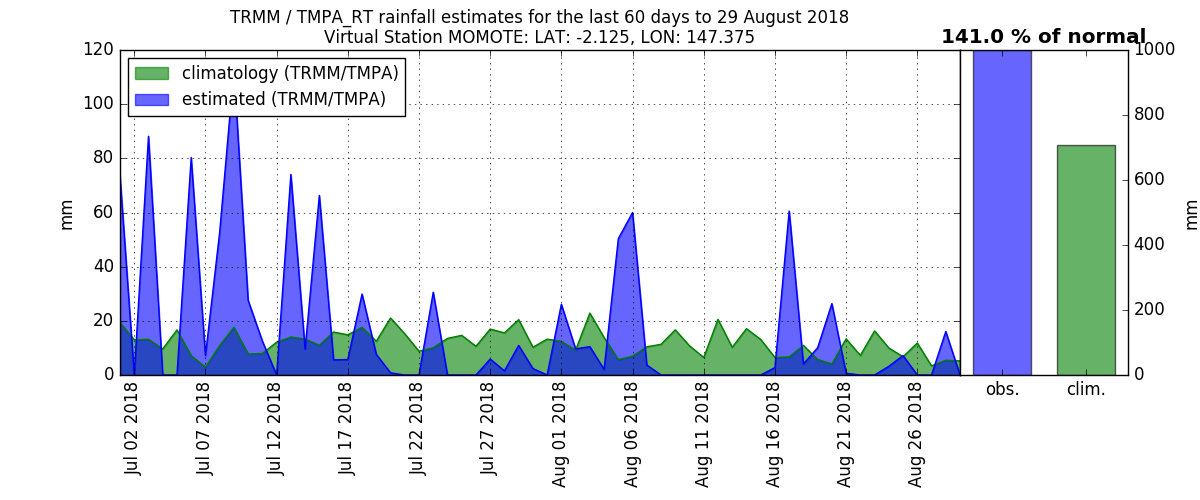 TRMM / TMPA_RT rainfall estimates for the last 60 days to 29 August 2018
Virtual Station MOMOTE: LAT: -2.125, LON: 147.375
141.0 % of normal
climatology (TRMM/TMPA)
estimated (TRMM/TMPA)
mm
120
100
80
60
40
20
0
Jul 02 2018
Jul 07 2018
Jul 12 2018
Jul 17 2018
Jul 22 2018
Jul 27 2018
Aug 01 2018
Aug 06 2018
Aug 11 2018
Aug 16 2018
Aug 21 2018
Aug 26 2018
obs.
clim.
1000
800
600
400
200
0
mm